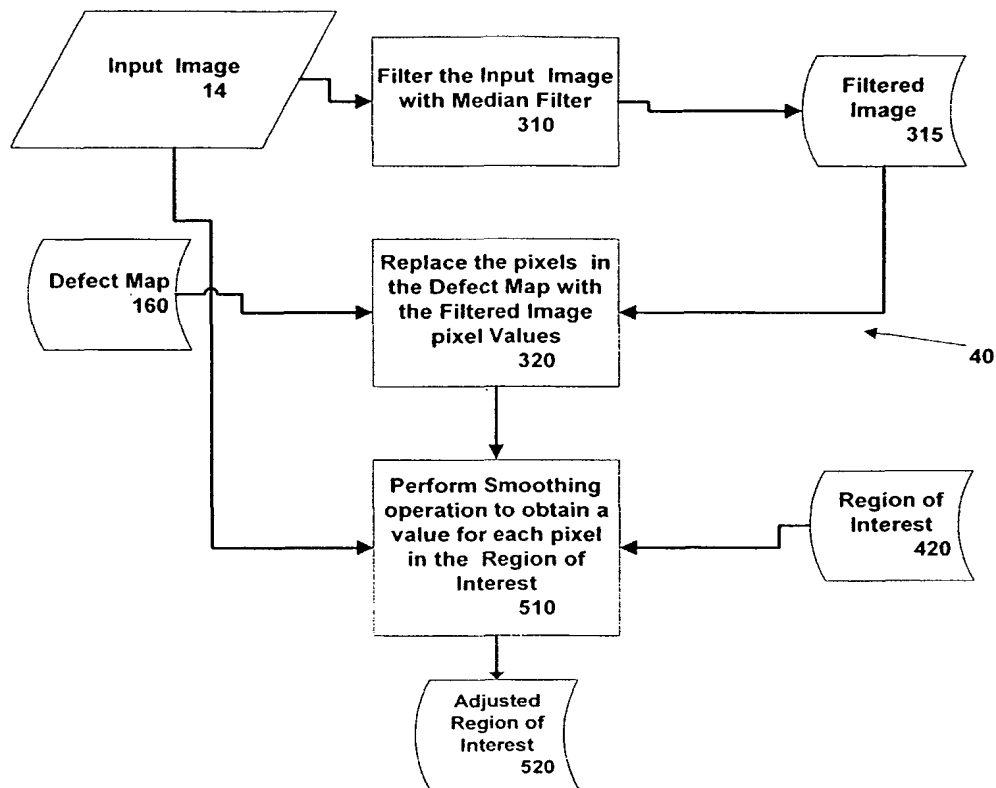 Input Image
14
Filter the Input Image
with Median Filter
310
Filtered
Image
315
Defect Map
160
Replace the pixels in
the Defect Map with
the Filtered Image
pixel Values
320
40
Perform Smoothing
operation to obtain a
value for each pixel
in the Region of
Interest
510
Region of
Interest
420
Adjusted
Region of
Interest
520